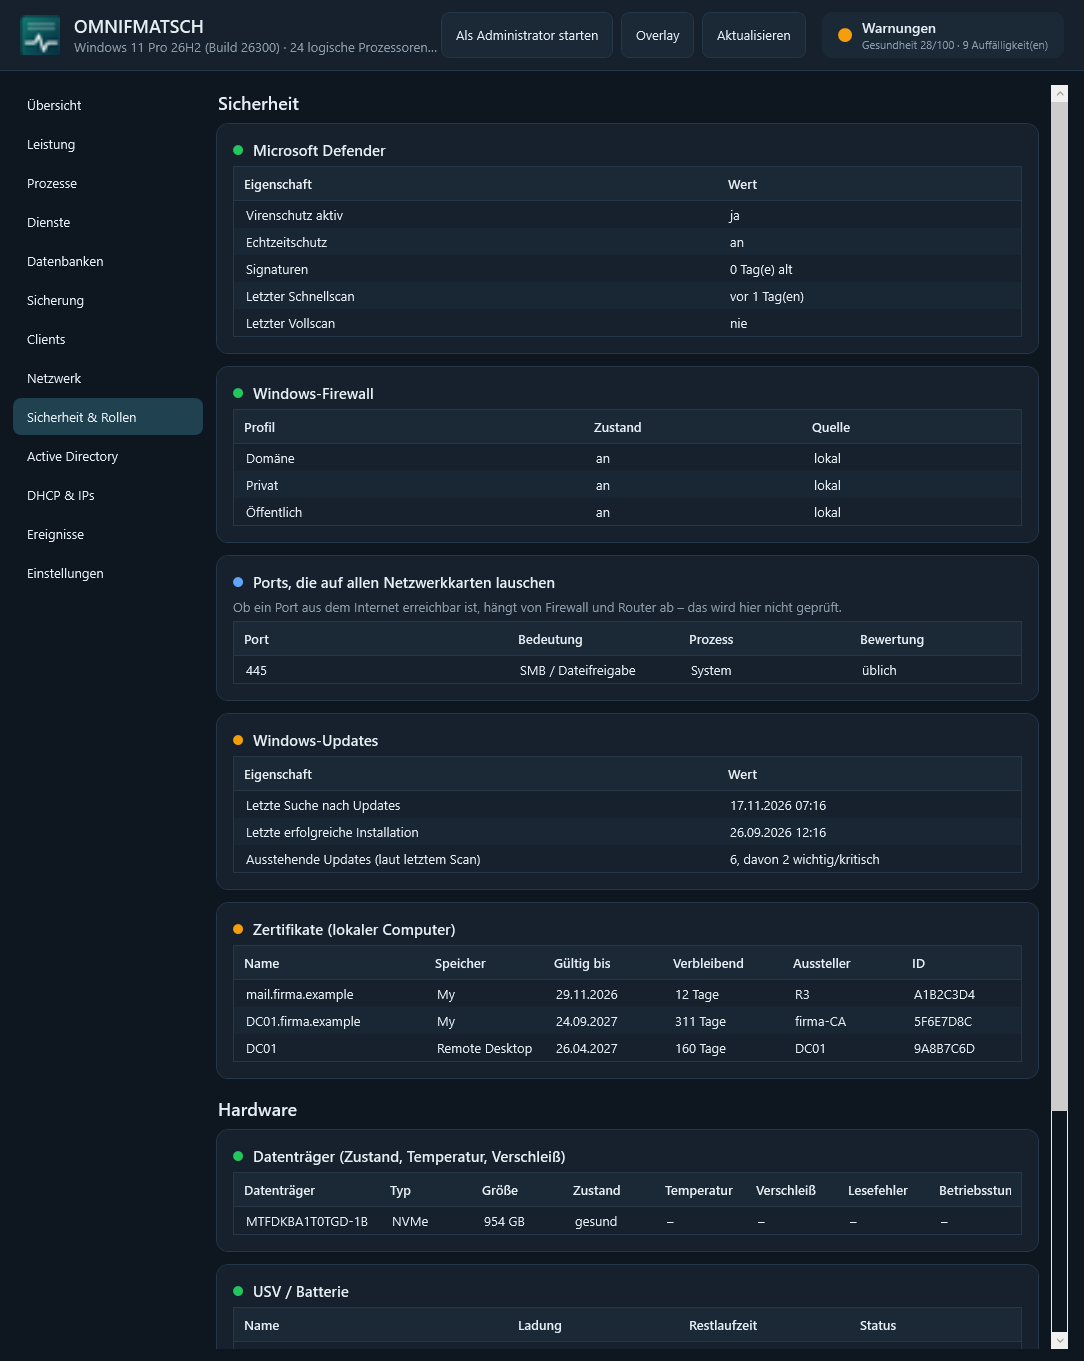 OMNIFMATSCH
Windows 11 Pro 26H2 (Build 26300) · 24 logische Prozessoren...
Als Administrator starten
Overlay
Aktualisieren
Warnungen
Gesundheit 28/100 · 9 Auffälligkeit(en)
Übersicht
Leistung
Prozesse
Dienste
Datenbanken
Sicherung
Clients
Netzwerk
Sicherheit & Rollen
Active Directory
DHCP & IPs
Ereignisse
Einstellungen
Sicherheit
Microsoft Defender
Eigenschaft Wert
Virenschutz aktiv ja
Echtzeitschutz an
Signaturen 0 Tag(e) alt
Letzter Schnellscan vor 1 Tag(en)
Letzter Vollscan nie
Windows-Firewall
Profil Zustand Quelle
Domäne an lokal
Privat an lokal
Öffentlich an lokal
Ports, die auf allen Netzwerkkarten lauschen
Ob ein Port aus dem Internet erreichbar ist, hängt von Firewall und Router ab – das wird hier nicht geprüft.
Port Bedeutung Prozess Bewertung
445 SMB / Dateifreigabe System üblich
Windows-Updates
Eigenschaft Wert
Letzte Suche nach Updates 17.11.2026 07:16
Letzte erfolgreiche Installation 26.09.2026 12:16
Ausstehende Updates (laut letztem Scan) 6, davon 2 wichtig/kritisch
Zertifikate (lokaler Computer)
Name Speicher Gültig bis Verbleibend Aussteller ID
mail.firma.example My 29.11.2026 12 Tage R3 A1B2C3D4
DC01.firma.example My 24.09.2027 311 Tage firma-CA 5F6E7D8C
DC01 Remote Desktop 26.04.2027 160 Tage DC01 9A8B7C6D
Hardware
Datenträger (Zustand, Temperatur, Verschleiß)
Datenträger Typ Größe Zustand Temperatur Verschleiß Lesefehler Betriebsstun
MTFDKBA1T0TGD-1B NVMe 954 GB gesund – – – –
USV / Batterie
Name Ladung Restlaufzeit Status